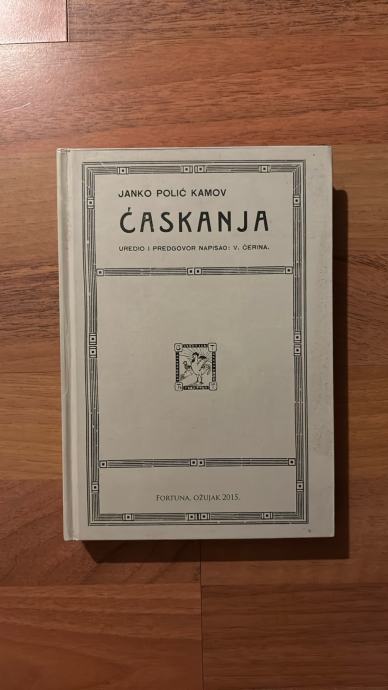 JANKO POLIĆ KAMOV
ĆASKANJA
UREDIO I PREDGOVOR NAPISAO: V. ČERINA.
FORTUNA, OŽUJAK 2015.